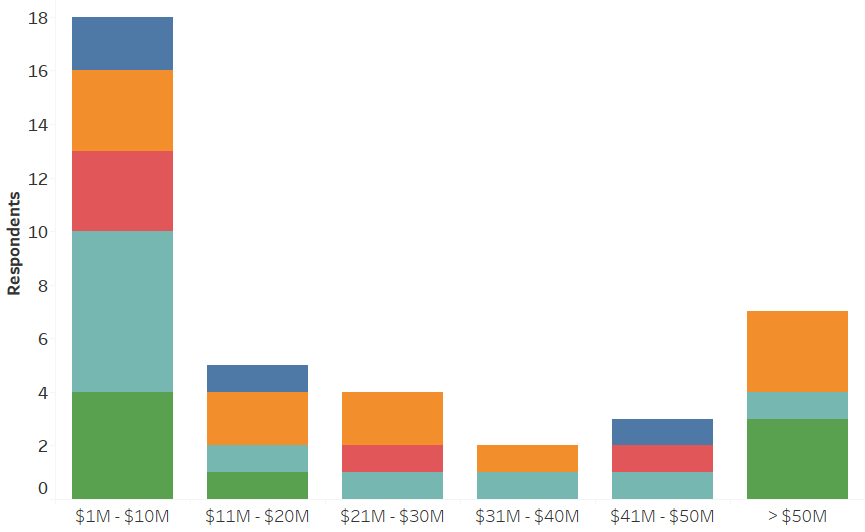 18
16
14
12
10
8
6
4
2
0
Respondents
$1M - $10M
$11M - $20M
$21M - $30M
$31M - $40M
$41M - $50M
> $50M